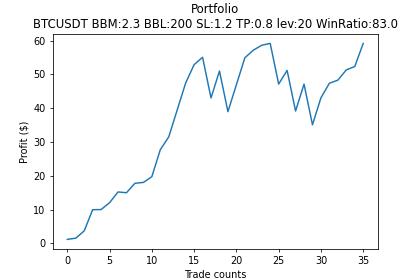 Portfolio
BTCUSDT BBM:2.3 BBL:200 SL:1.2 TP:0.8 lev:20 WinRatio:83.0
60
50
40
30
20
10
0
Profit ($)
0 5 10 15 20 25 30 35
Trade counts